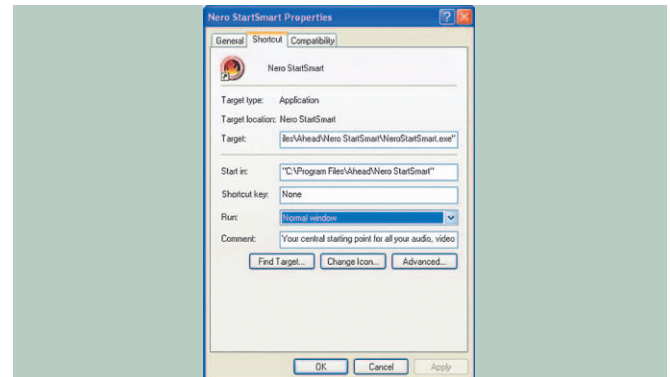 Nero StartSmart Properties
General Shortcut Compatibility
Nero StartSmart
Target type: Application
Target location: Nero StartSmart
Target: iles\Ahead\Nero StartSmart\NeroStartSmart.exe"
Start in: "C:\Program Files\Ahead\Nero StartSmart"
Shortcut key: None
Run: Normal window
Comment: Your central starting point for all your audio, video
Find Target... Change Icon... Advanced...
OK Cancel Apply